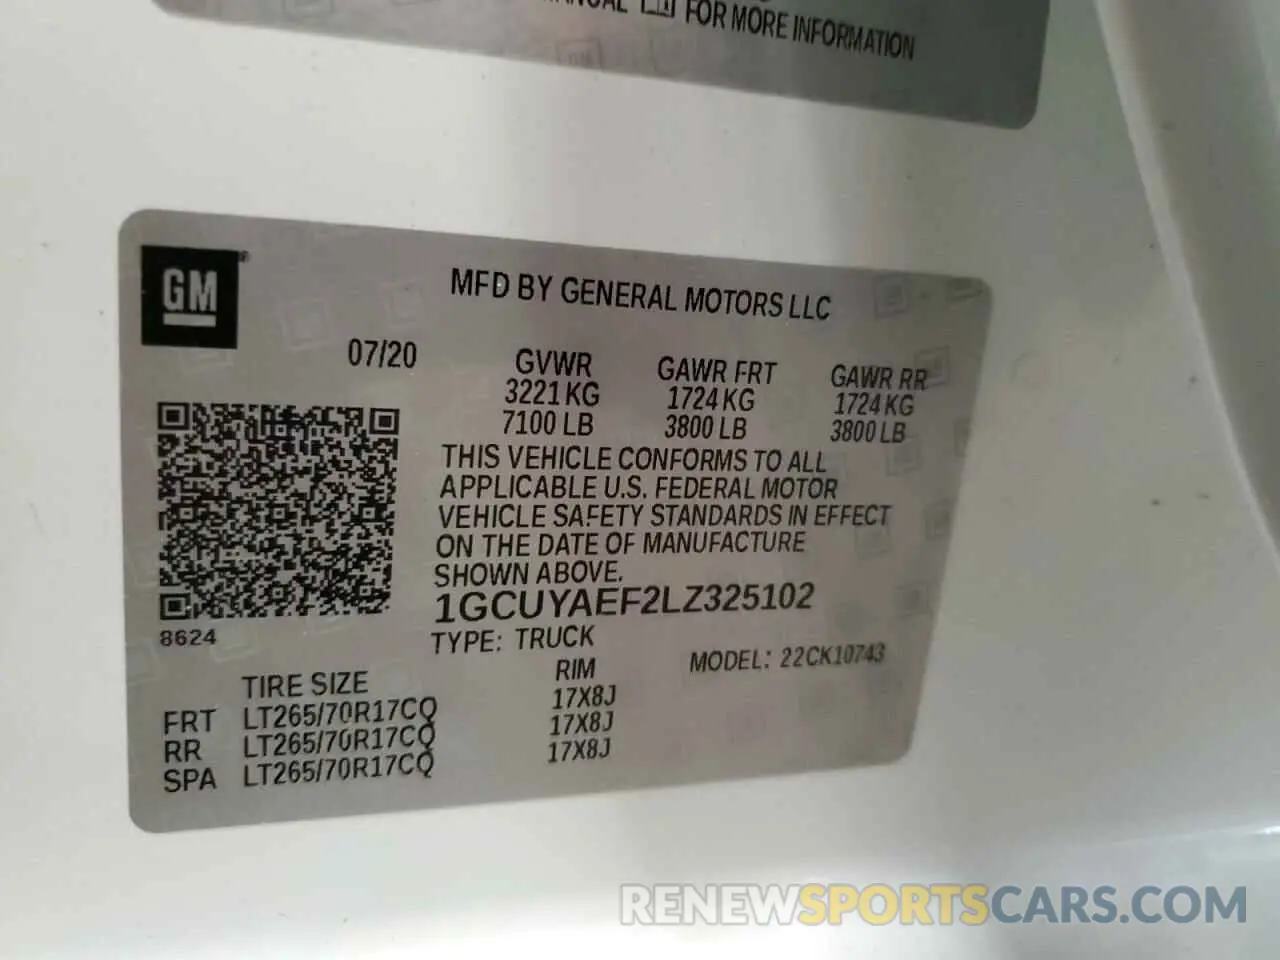 FOR MORE INFORMATION
GM
MFD BY GENERAL MOTORS LLC
07/20
GVWR GAWR FRT GAWR RR
3221 KG 1724 KG 1724 KG
7100 LB 3800 LB 3800 LB
THIS VEHICLE CONFORMS TO ALL
APPLICABLE U.S. FEDERAL MOTOR
VEHICLE SAFETY STANDARDS IN EFFECT
ON THE DATE OF MANUFACTURE
SHOWN ABOVE.
1GCUYAEF2LZ325102
8624
TYPE: TRUCK
MODEL: 22CK10743
TIRE SIZE RIM
FRT LT265/70R17CQ 17X8J
RR LT265/70R17CQ 17X8J
SPA LT265/70R17CQ 17X8J
RENEWSPORTSCARS.COM